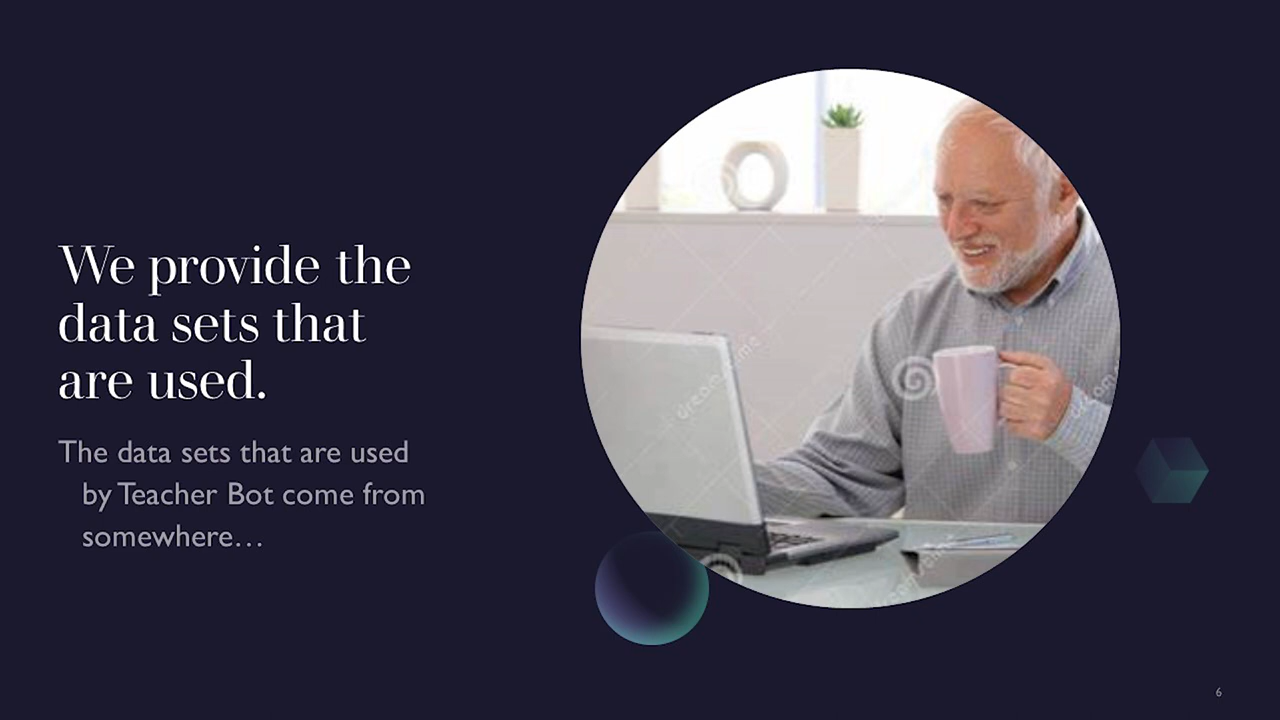 We provide the
data sets that
are used.
The data sets that are used
by Teacher Bot come from
somewhere…
dreamstime
6